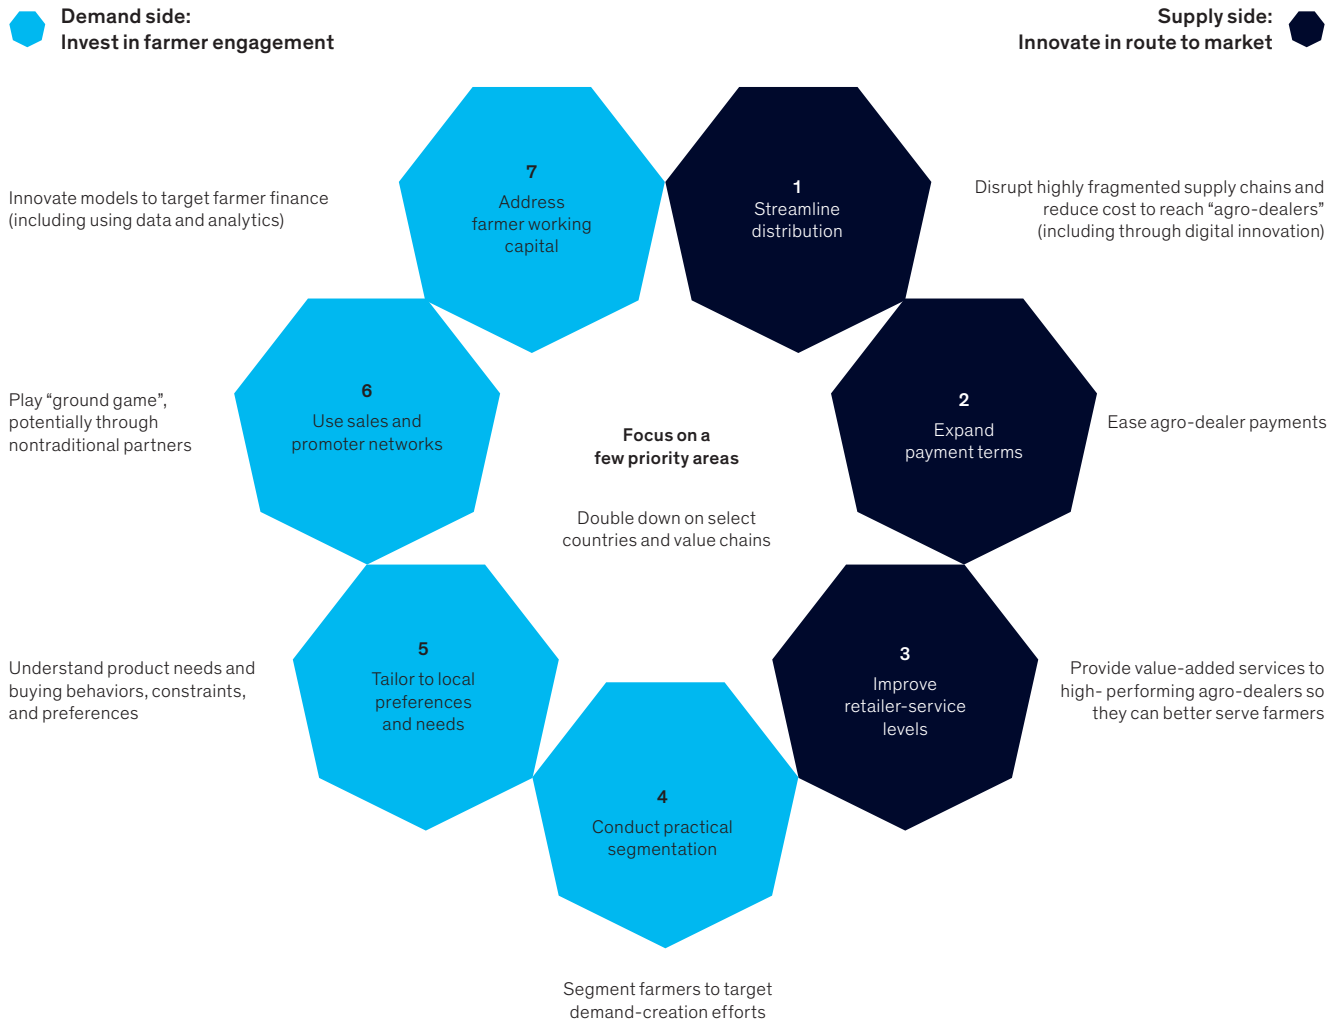 Demand side:
Invest in farmer engagement
Supply side:
Innovate in route to market
7
Address
farmer working
capital
Innovate models to target farmer finance
(including using data and analytics)
1
Streamline
distribution
Disrupt highly fragmented supply chains and
reduce cost to reach “agro-dealers”
(including through digital innovation)
6
Use sales and
promoter networks
Play “ground game”,
potentially through
nontraditional partners
Focus on a
few priority areas
Double down on select
countries and value chains
2
Expand
payment terms
Ease agro-dealer payments
5
Tailor to local
preferences
and needs
Understand product needs and
buying behaviors, constraints,
and preferences
3
Improve
retailer-service
levels
Provide value-added services to
high- performing agro-dealers so
they can better serve farmers
4
Conduct practical
segmentation
Segment farmers to target
demand-creation efforts